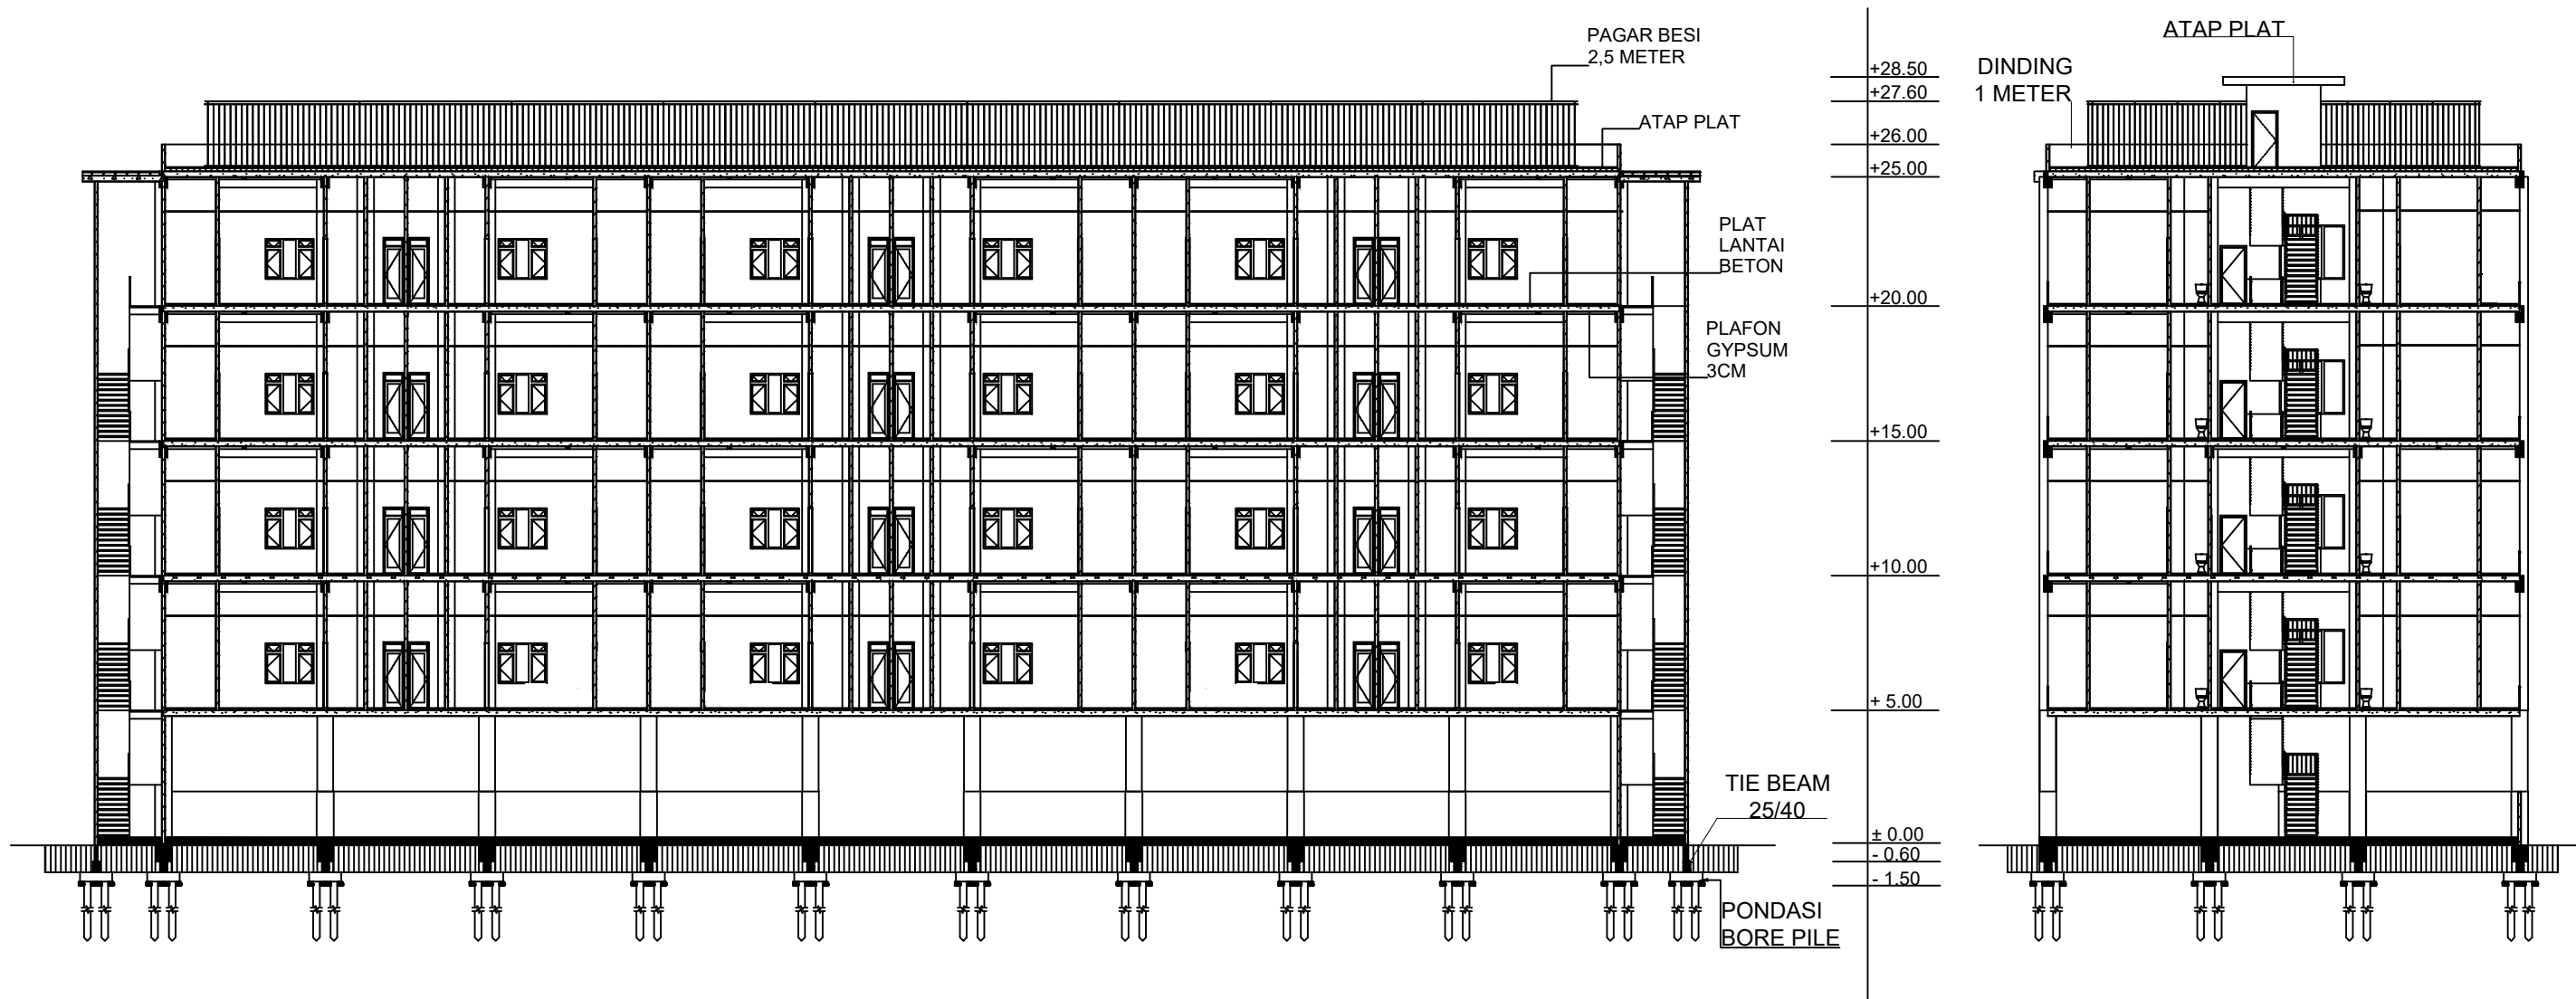 PAGAR BESI
2,5 METER
ATAP PLAT
PLAT
LANTAI
BETON
PLAFON
GYPSUM
3CM
TIE BEAM
25/40
PONDASI
BORE PILE
+28.50
+27.60
+26.00
+25.00
+20.00
+15.00
+10.00
+ 5.00
± 0.00
- 0.60
- 1.50
ATAP PLAT
DINDING
1 METER